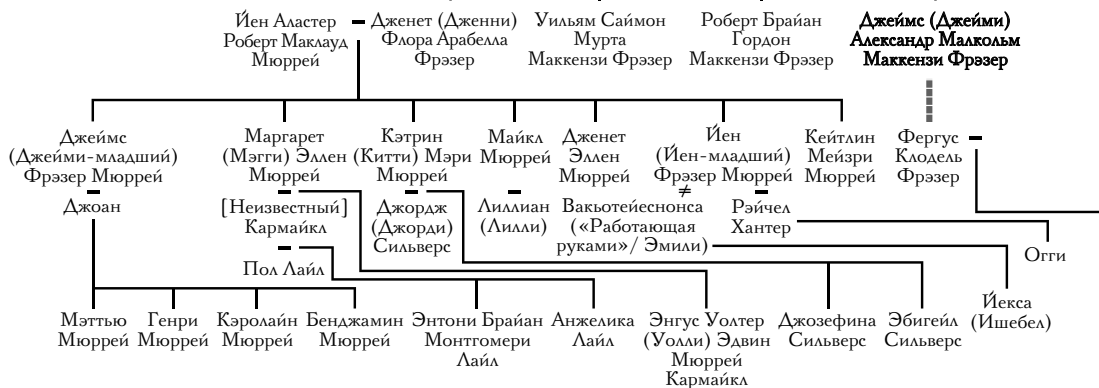 Йен Аластер
Роберт Маклауд
Мюррей
Дженет (Дженни)
Флора Арабелла
Фрэзер
Уильям Саймон
Мурта
Маккензи Фрэзер
Роберт Брайан
Гордон
Маккензи Фрэзер
Джеймс (Джейми)
Александр Малкольм
Маккензи Фрэзер
Джеймс
(Джейми-младший)
Фрэзер Мюррей
Джоан
Маргарет
(Мэгги) Эллен
Мюррей
[Неизвестный]
Кармайкл
Пол Лайл
Кэтрин
(Китти) Мэри
Мюррей
Джордж
(Джорди)
Сильверс
Майкл
Мюррей
Лиллиан
(Лилли)
Дженет
Эллен
Мюррей
Йен
(Йен-младший)
Фрэзер Мюррей
≠
Вакьотейеснонса
(«Работающая
руками»/ Эмили)
Рэйчел
Хантер
Кейтлин
Мейзри
Мюррей
Фергус
Клодель
Фрэзер
Огги
Мэттью
Мюррей
Генри
Мюррей
Кэролайн
Мюррей
Бенджамин
Мюррей
Энтони Брайан
Монтгомери
Лайл
Анжелика
Лайл
Энгус Уолтер
(Уолли) Эдвин
Мюррей
Кармайкл
Джозефина
Сильверс
Эбигейл
Сильверс
Йекса
(Ишебел)